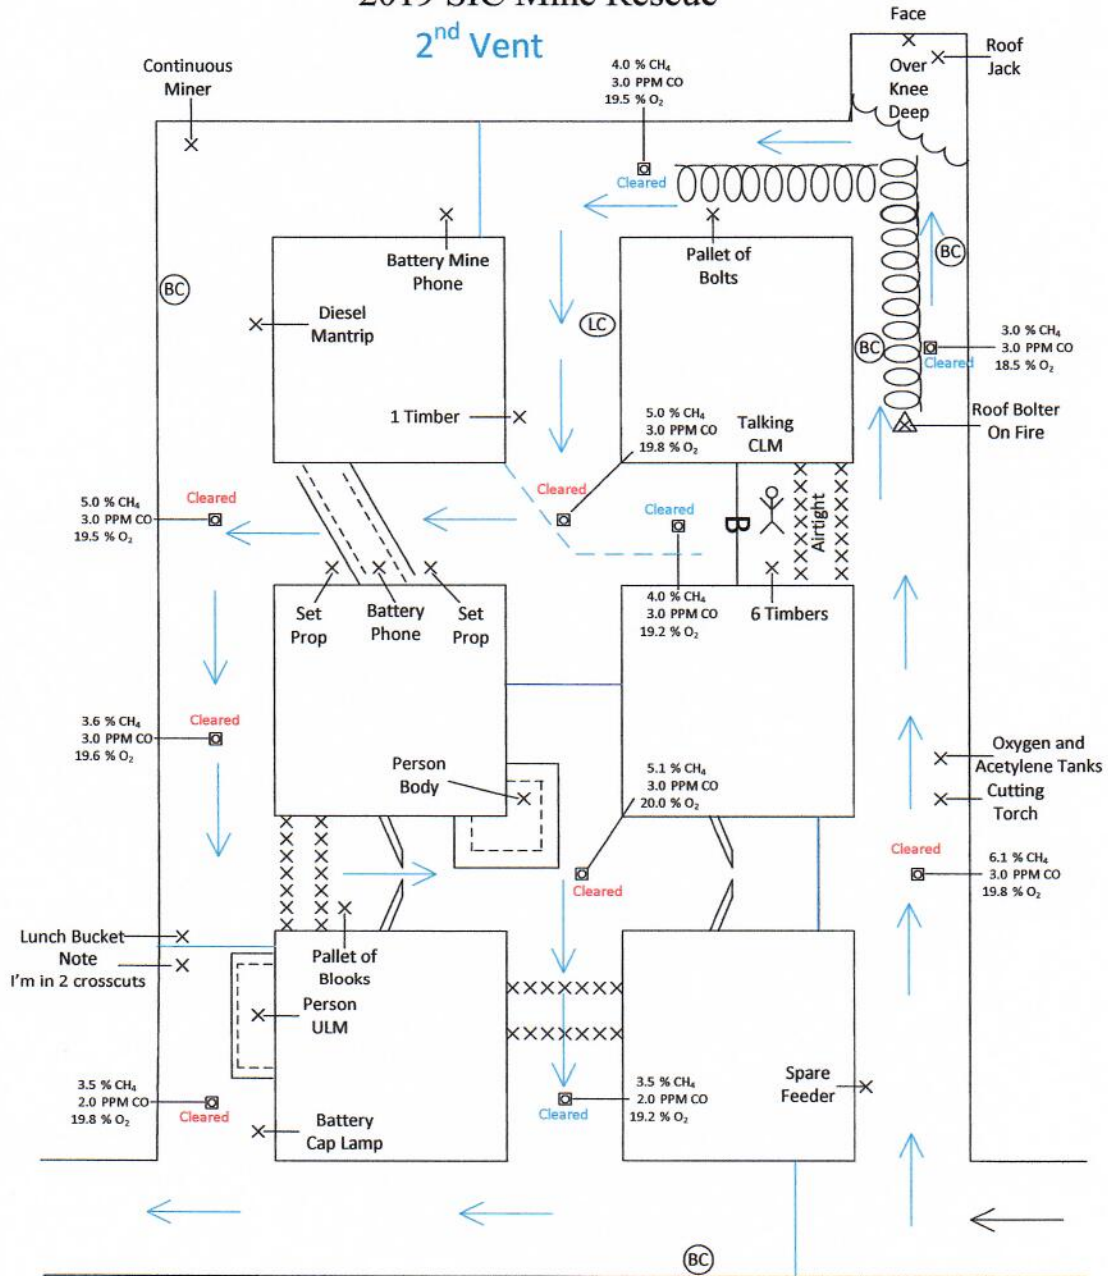 2019 SIC Mine Rescue
2nd Vent
Face
Roof
Jack
Over
Knee
Deep
Continuous
Miner
4.0 % CH₄
3.0 PPM CO
19.5 % O₂
Cleared
Battery Mine
Phone
Pallet of
Bolts
BC
BC
Diesel
Mantrip
LC
BC
3.0 % CH₄
3.0 PPM CO
18.5 % O₂
Cleared
1 Timber
5.0 % CH₄
3.0 PPM CO
19.8 % O₂
Talking
CLM
Roof Bolter
On Fire
5.0 % CH₄
3.0 PPM CO
19.5 % O₂
Cleared
Cleared
Cleared
B
Airtight
Set
Prop
Battery
Phone
Set
Prop
4.0 % CH₄
3.0 PPM CO
19.2 % O₂
6 Timbers
3.6 % CH₄
3.0 PPM CO
19.6 % O₂
Cleared
Person
Body
5.1 % CH₄
3.0 PPM CO
20.0 % O₂
Cleared
Oxygen and
Acetylene Tanks
Cutting
Torch
Cleared
6.1 % CH₄
3.0 PPM CO
19.8 % O₂
Lunch Bucket
Note
I'm in 2 crosscuts
Pallet of
Blooks
Person
ULM
3.5 % CH₄
2.0 PPM CO
19.8 % O₂
Cleared
Battery
Cap Lamp
3.5 % CH₄
2.0 PPM CO
19.2 % O₂
Cleared
Spare
Feeder
BC